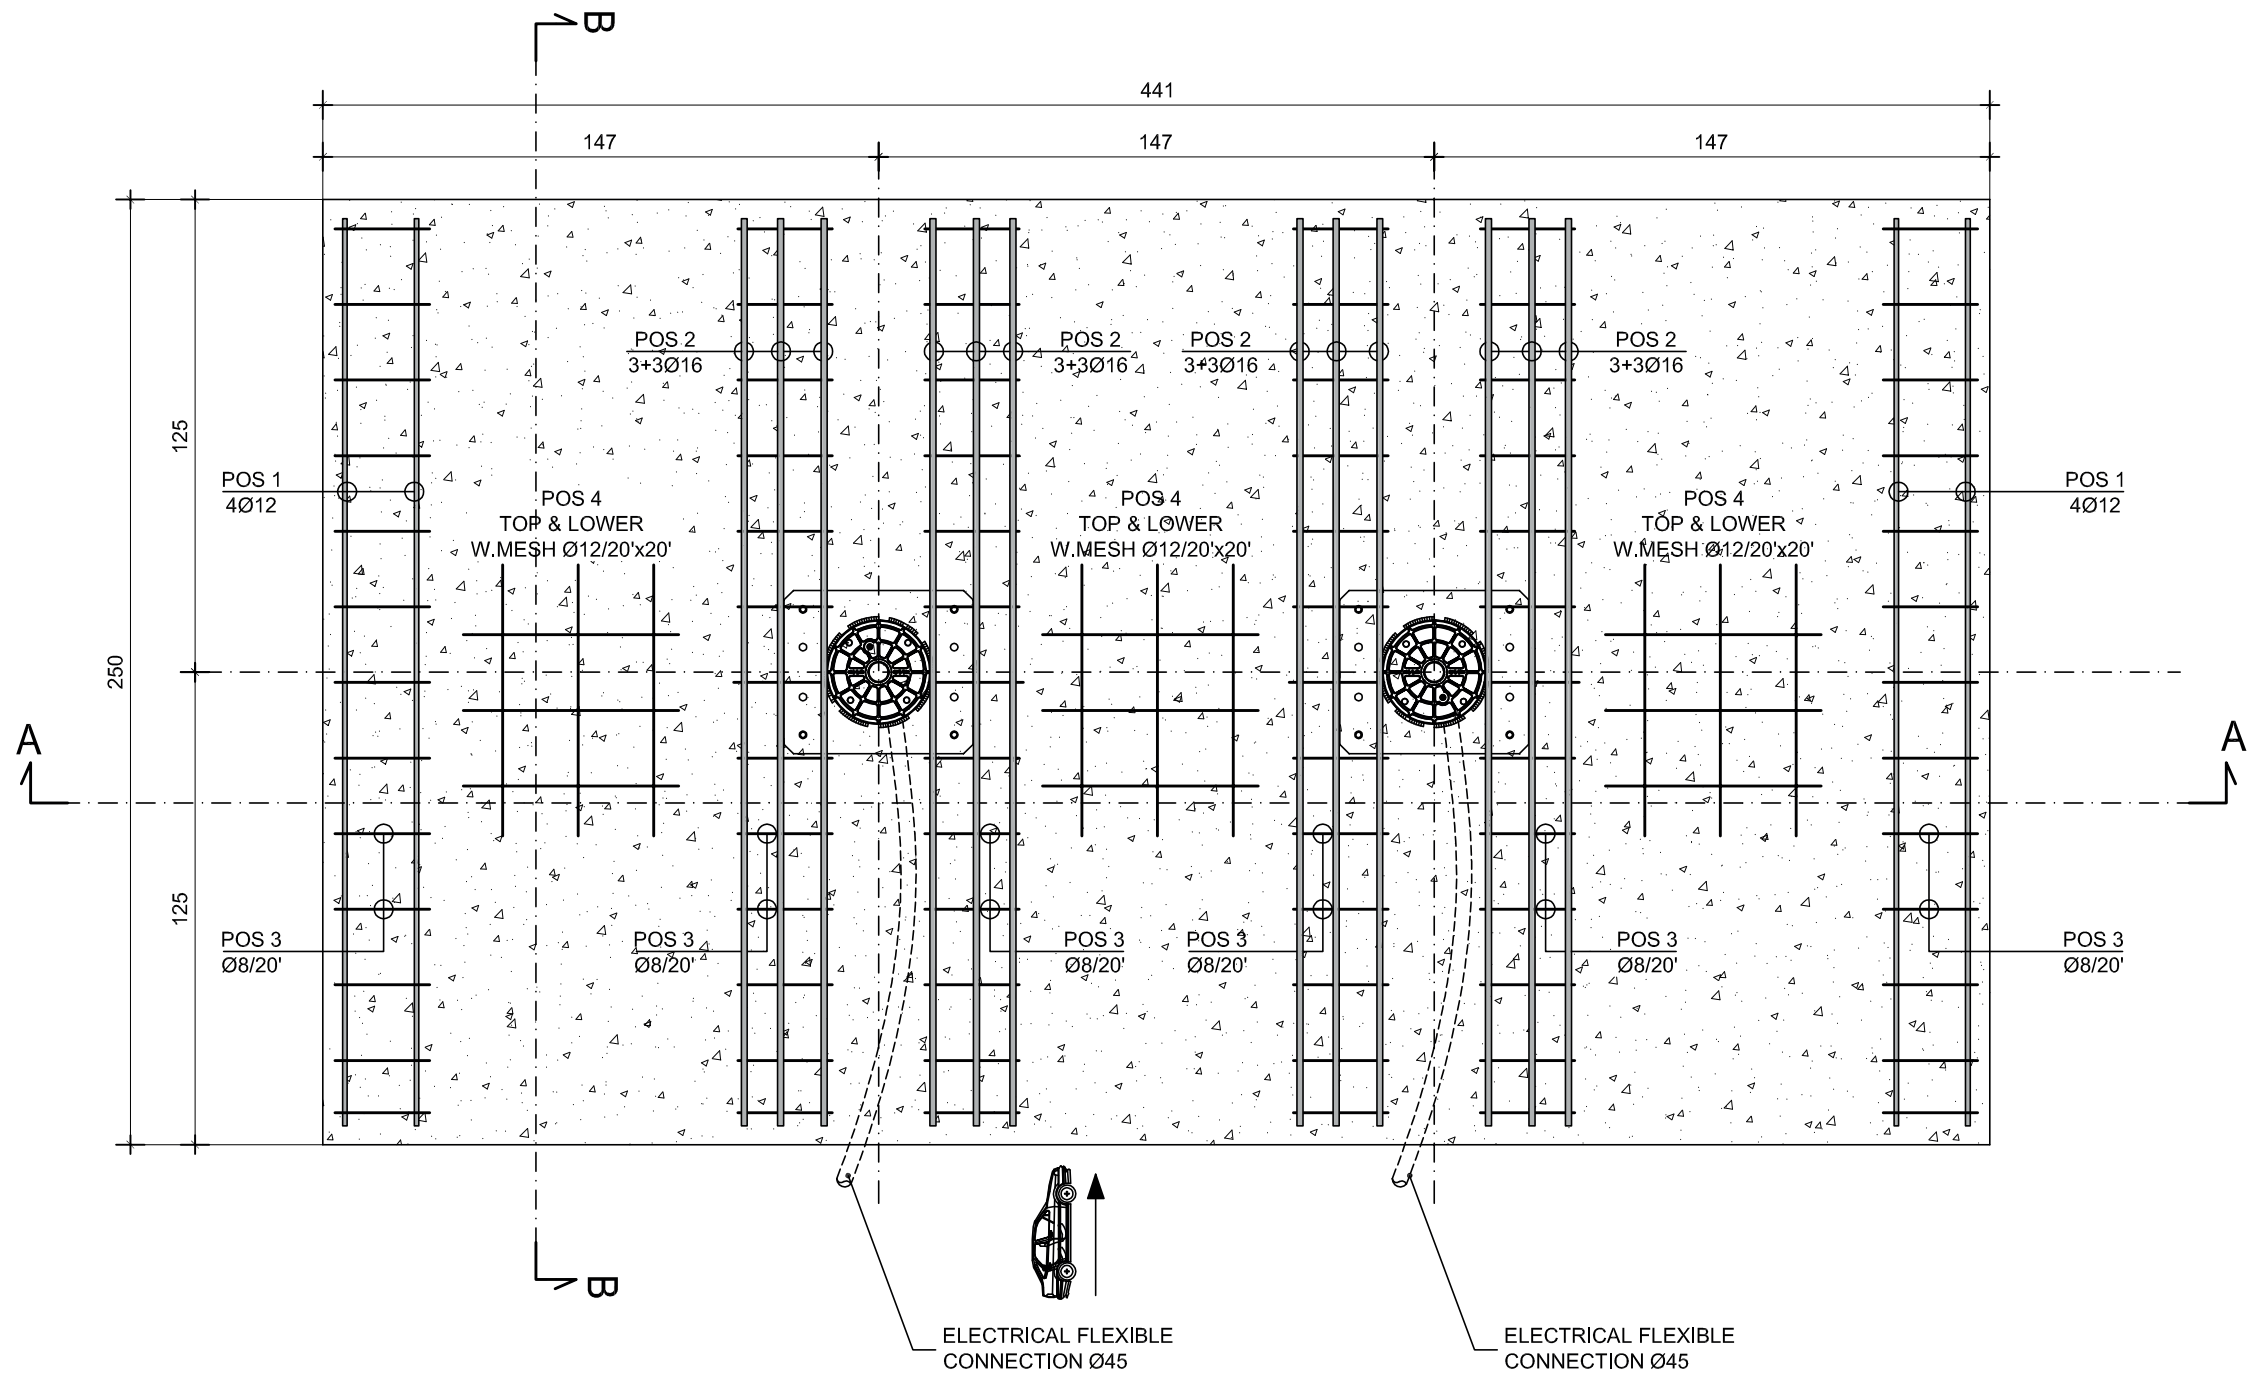 B
441
147
147
147
POS 2
3+3Ø16
POS 2
3+3Ø16
POS 2
3+3Ø16
POS 2
3+3Ø16
125
POS 1
4Ø12
POS 4
TOP & LOWER
W.MESH Ø12/20'x20'
POS 4
TOP & LOWER
W.MESH Ø12/20'x20'
POS 4
TOP & LOWER
W.MESH Ø12/20'x20'
POS 1
4Ø12
250
A
A
125
POS 3
Ø8/20'
POS 3
Ø8/20'
POS 3
Ø8/20'
POS 3
Ø8/20'
POS 3
Ø8/20'
POS 3
Ø8/20'
B
ELECTRICAL FLEXIBLE
CONNECTION Ø45
ELECTRICAL FLEXIBLE
CONNECTION Ø45